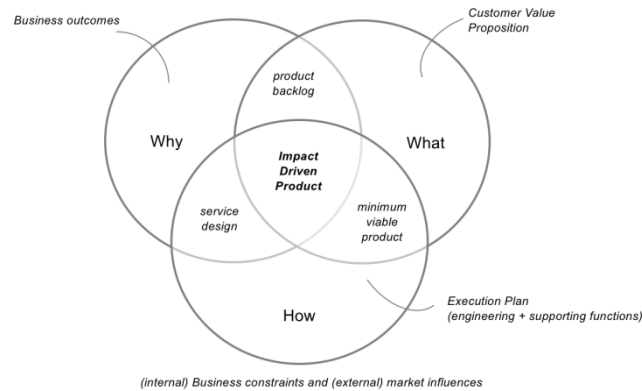 Business outcomes
Customer Value
Proposition
product
backlog
Why
What
Impact
Driven
Product
service
design
minimum
viable
product
How
Execution Plan
(engineering + supporting functions)
(internal) Business constraints and (external) market influences